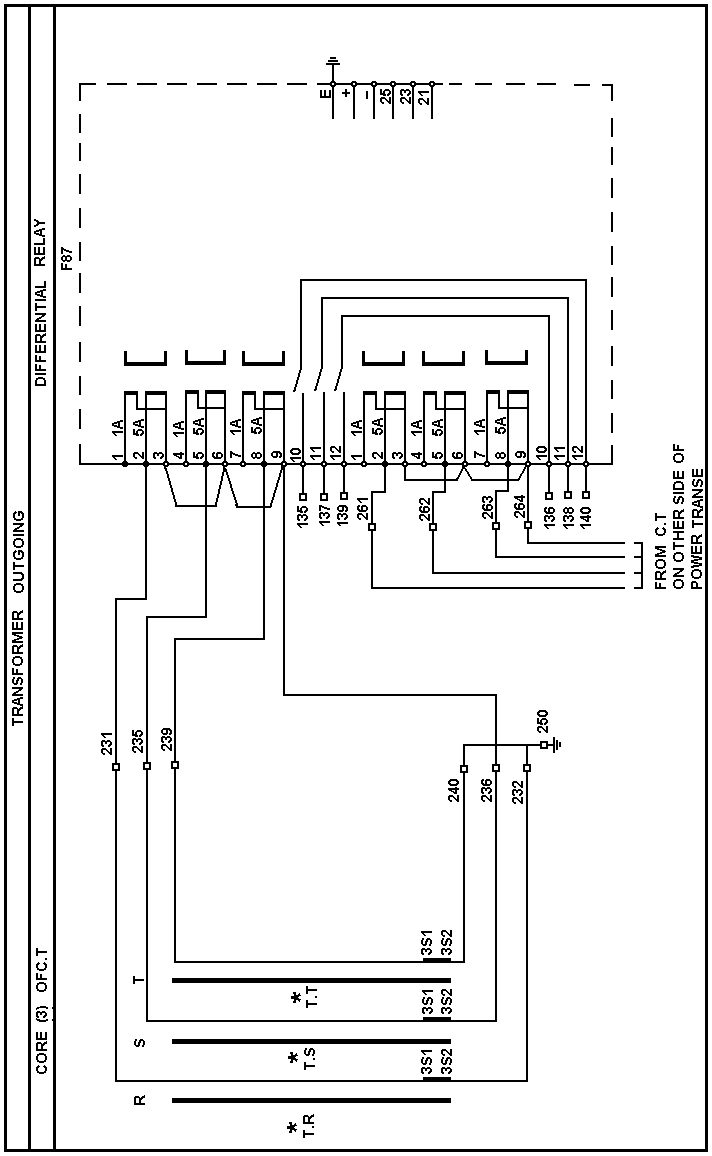 TRANSFORMER OUTGOING
CORE (3) OFC.T
DIFFERENTIAL RELAY
F87
E
+
–
25
23
21
1A
5A
1A
5A
1A
5A
1A
5A
1A
5A
1A
5A
1
2
3
4
5
6
7
8
9
10
11
12
1
2
3
4
5
6
7
8
9
10
11
12
135
137
139
261
262
263
264
136
138
140
FROM C.T
ON OTHER SIDE OF
POWER TRANSE
231
235
239
240
236
232
250
3S1
3S2
3S1
3S2
3S1
3S2
T
* T.T
S
* T.S
R
* T.R